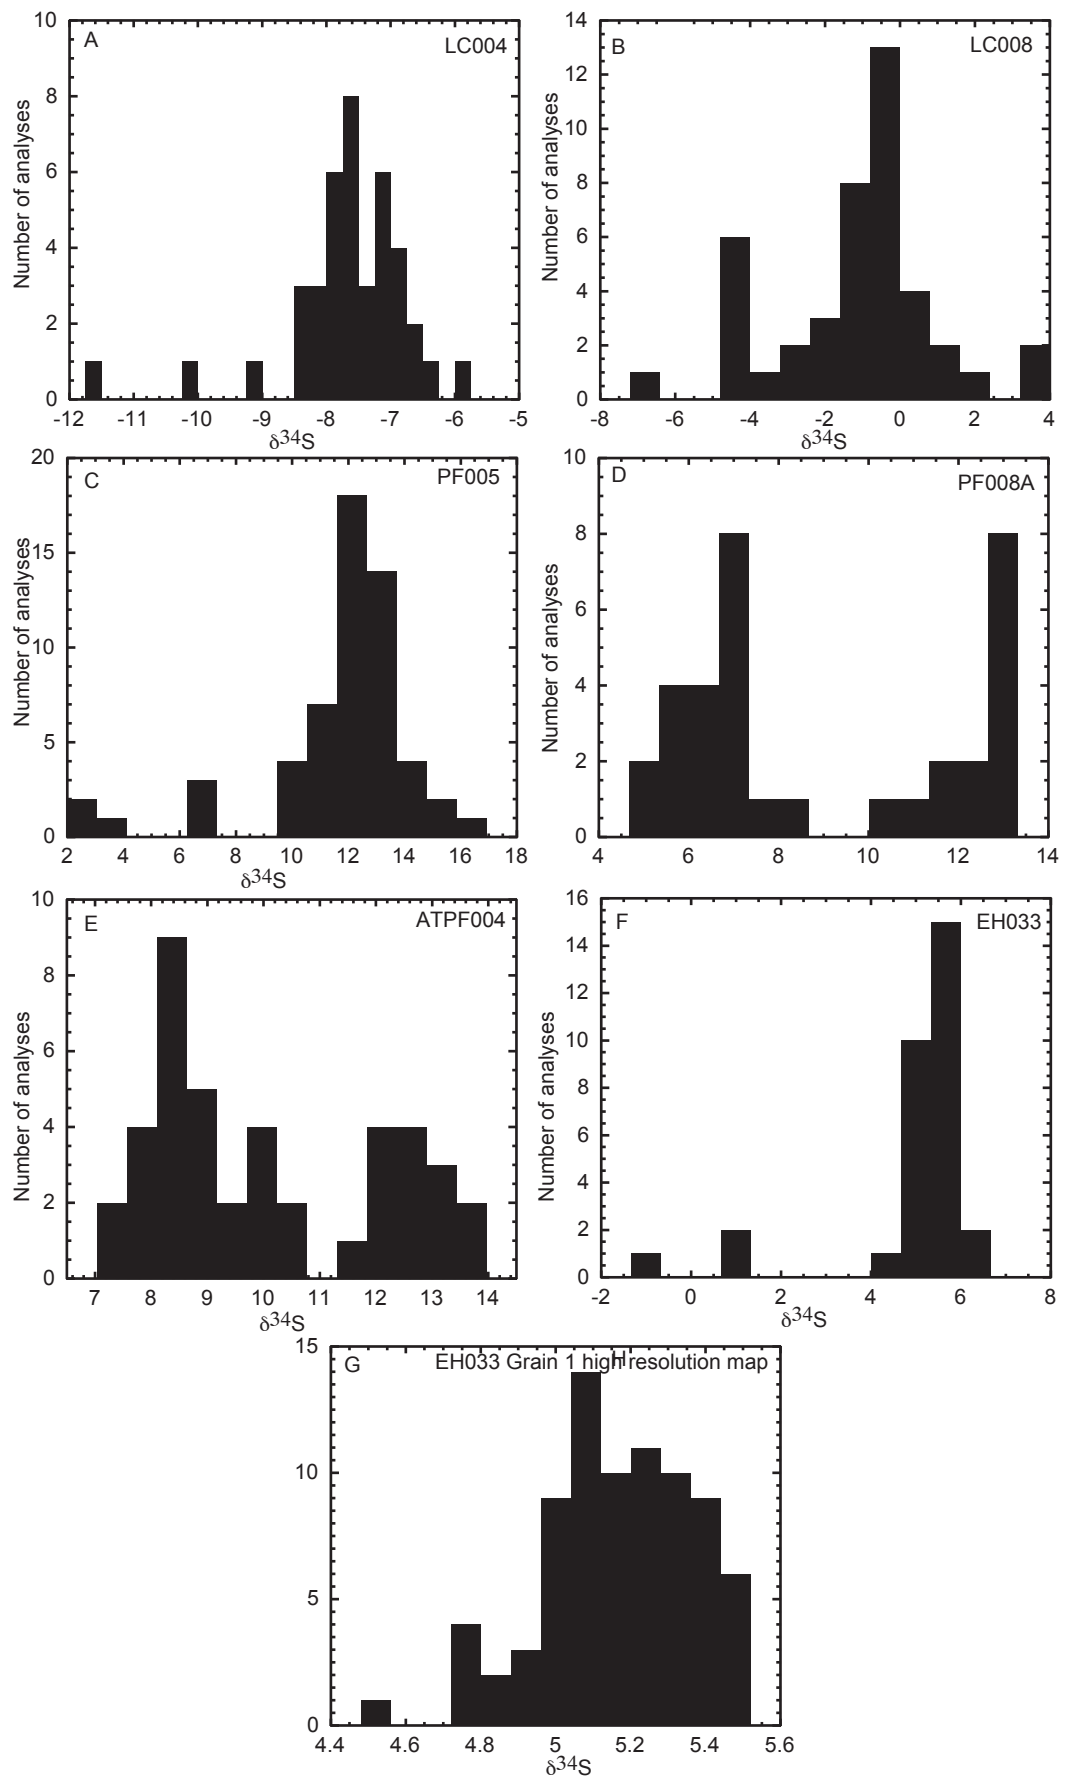 A LC004
Number of analyses
10
8
6
4
2
0
-12 -11 -10 -9 -8 -7 -6 -5
δ34S
B LC008
Number of analyses
14
12
10
8
6
4
2
0
-8 -6 -4 -2 0 2 4
δ34S
C PF005
Number of analyses
20
15
10
5
0
2 4 6 8 10 12 14 16 18
δ34S
D PF008A
Number of analyses
10
8
6
4
2
0
4 6 8 10 12 14
E ATPF004
Number of analyses
10
8
6
4
2
0
7 8 9 10 11 12 13 14
δ34S
F EH033
Number of analyses
16
14
12
10
8
6
4
2
0
-2 0 2 4 6 8
δ34S
G EH033 Grain 1 high resolution map
H
15
10
5
0
4.4 4.6 4.8 5 5.2 5.4 5.6
δ34S